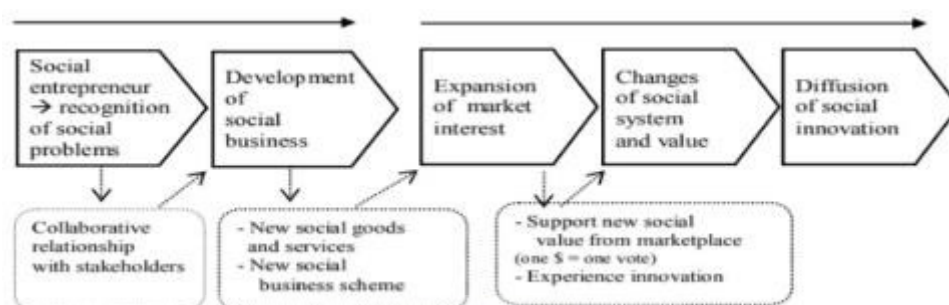 Social
entrepreneur
→ recognition
of social
problems
Development
of
social
business
Expansion
of market
interest
Changes
of social
system
and value
Diffusion
of social
innovation
Collaborative
relationship
with stakeholders
- New social goods
and services
- New social
business scheme
- Support new social
value from marketplace
(one $ = one vote)
- Experience innovation